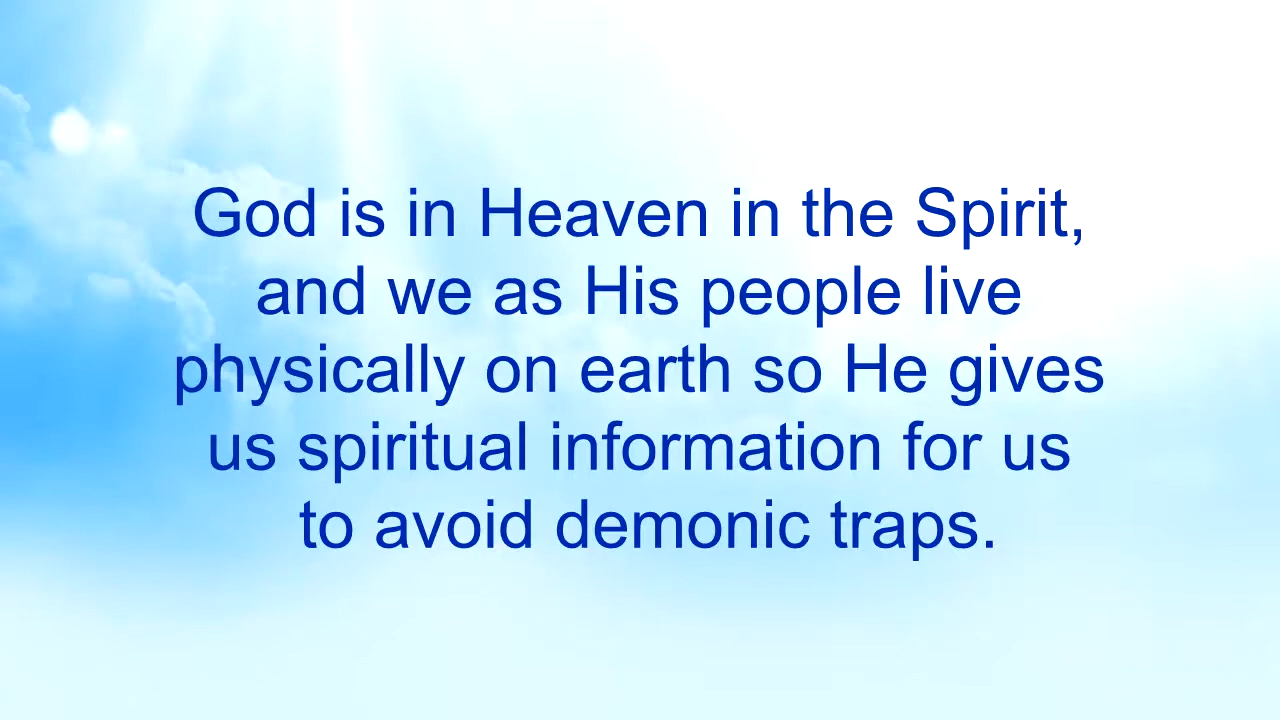 God is in Heaven in the Spirit,
and we as His people live
physically on earth so He gives
us spiritual information for us
to avoid demonic traps.